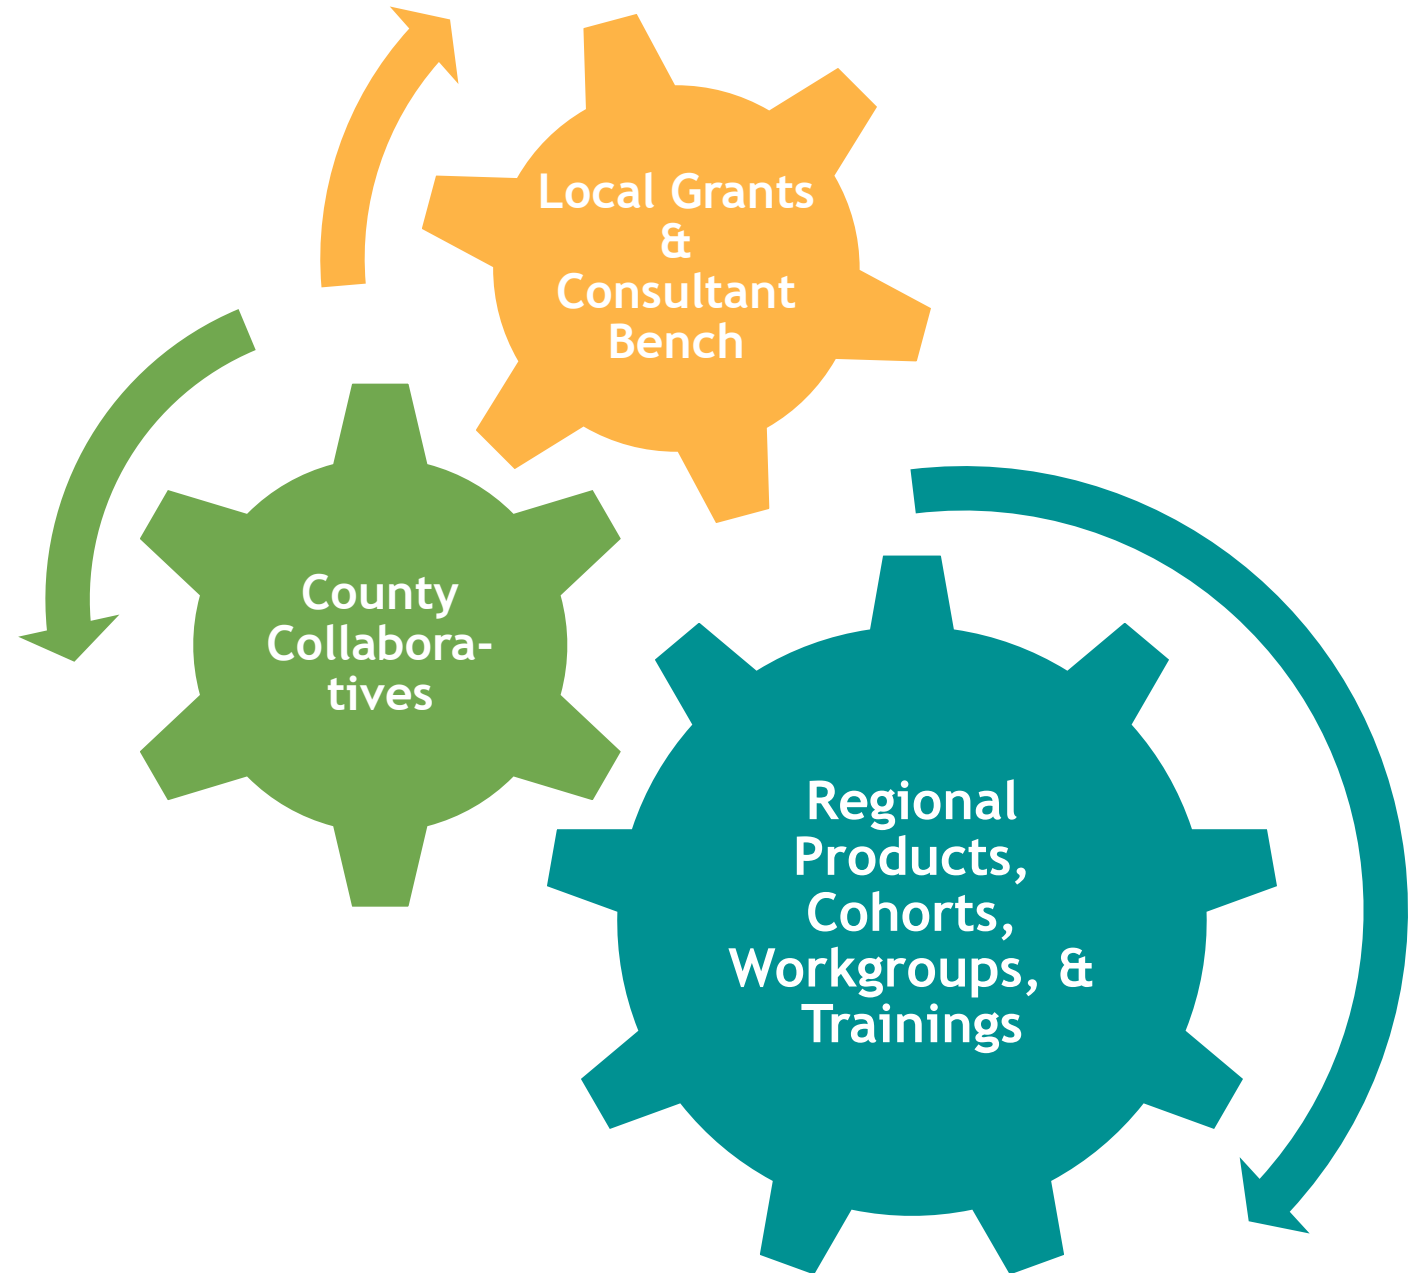 Local Grants
&
Consultant
Bench
County
Collabora-
tives
Regional
Products,
Cohorts,
Workgroups, &
Trainings